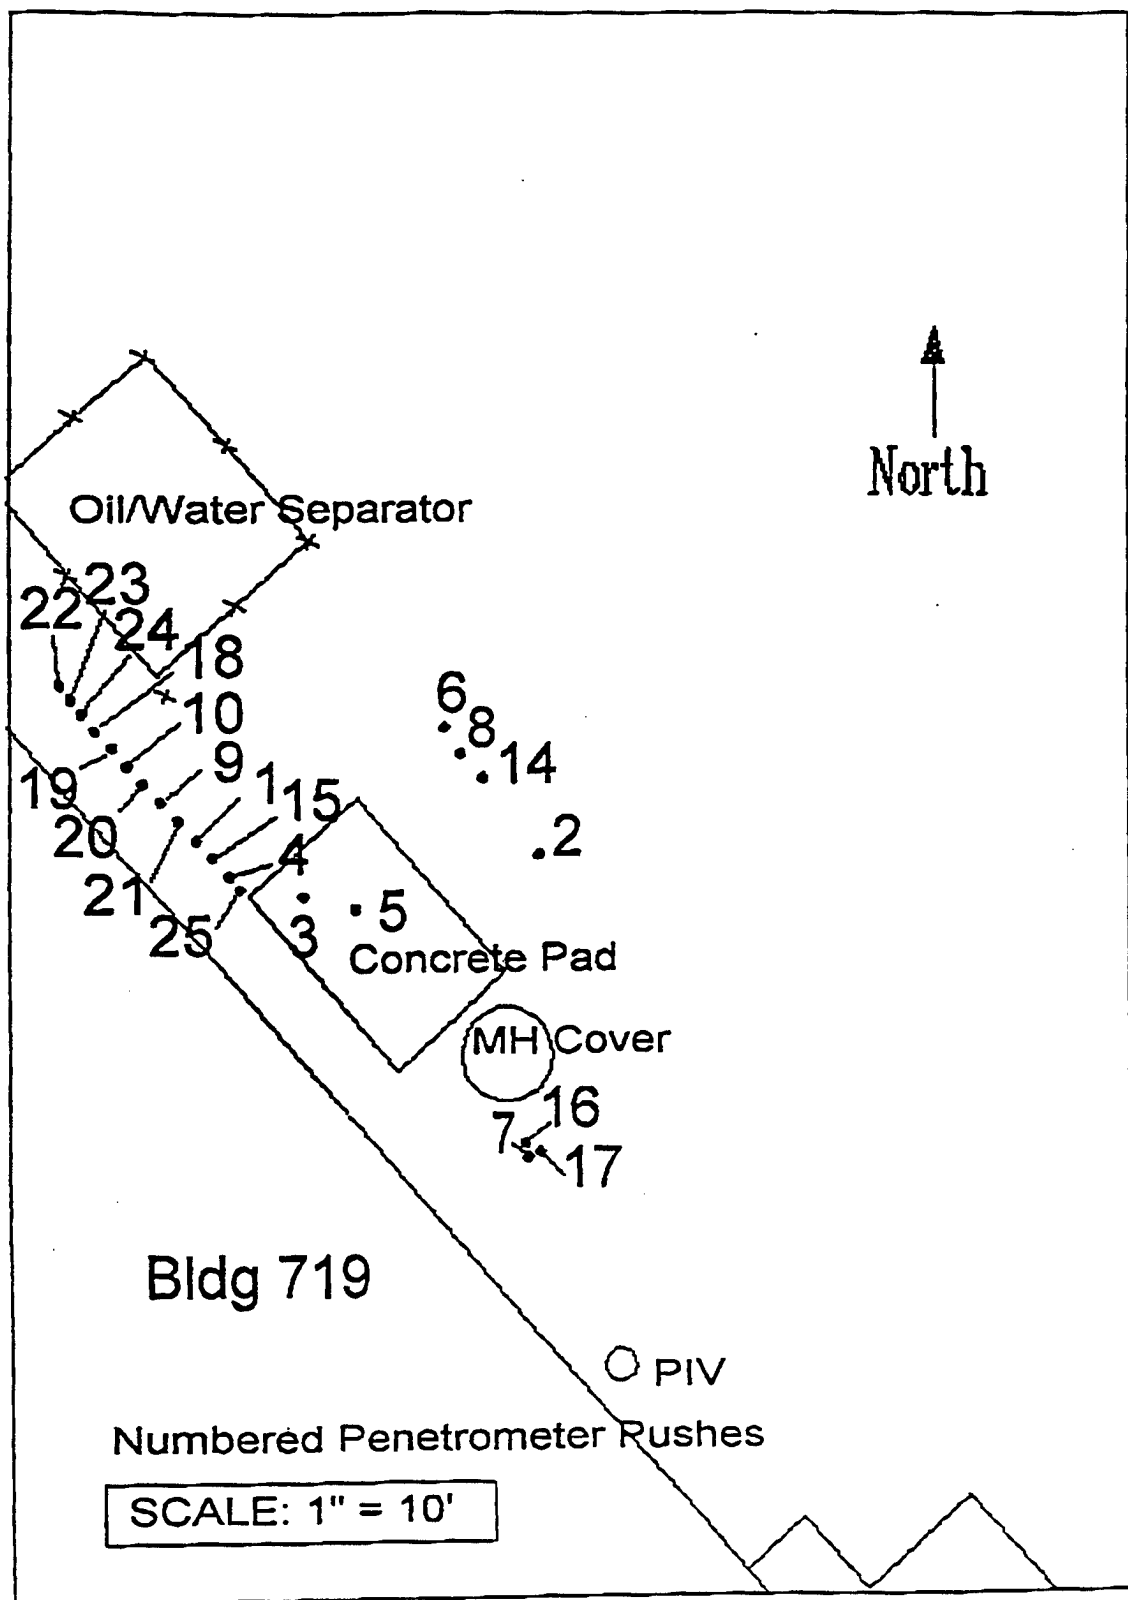 North
Oil/Water Separator
23
22
24
18
10
6
8
9
14
19
1
15
20
2
4
21
5
25
3
Concrete Pad
MH Cover
16
7
17
Bldg 719
PIV
Numbered Penetrometer Pushes
SCALE: 1" = 10'